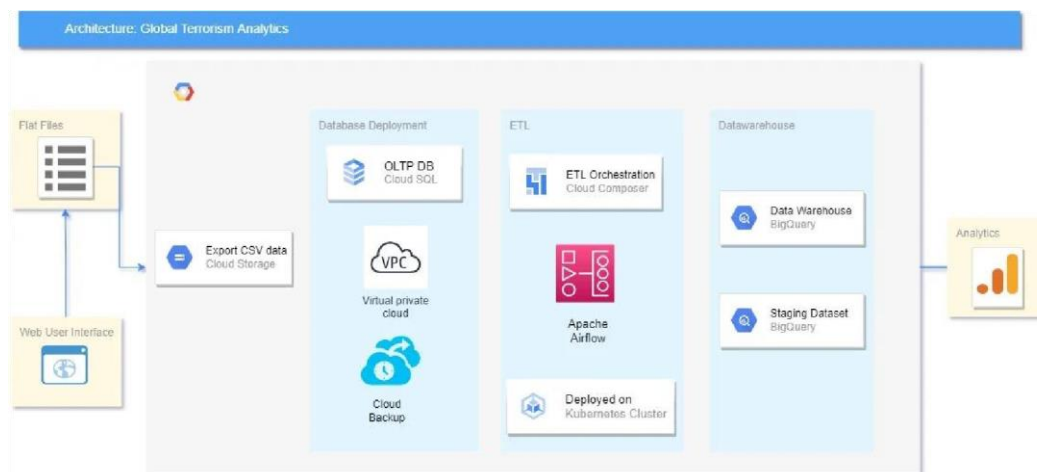 Architecture: Global Terrorism Analytics
Flat Files
Web User Interface
Export CSV data
Cloud Storage
Database Deployment
OLTP DB
Cloud SQL
VPC
Virtual private
cloud
Cloud
Backup
ETL
ETL Orchestration
Cloud Composer
Apache
Airflow
Deployed on
Kubernetes Cluster
Datawarehouse
Data Warehouse
BigQuery
Staging Dataset
BigQuery
Analytics